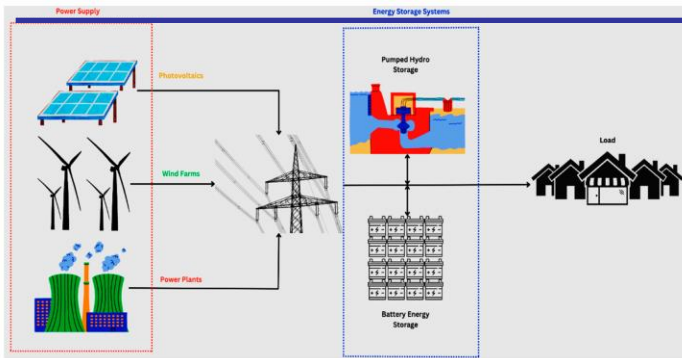 Power Supply
Energy Storage Systems
Photovoltaics
Pumped Hydro
Storage
Load
Wind Farms
Power Plants
Battery Energy
Storage